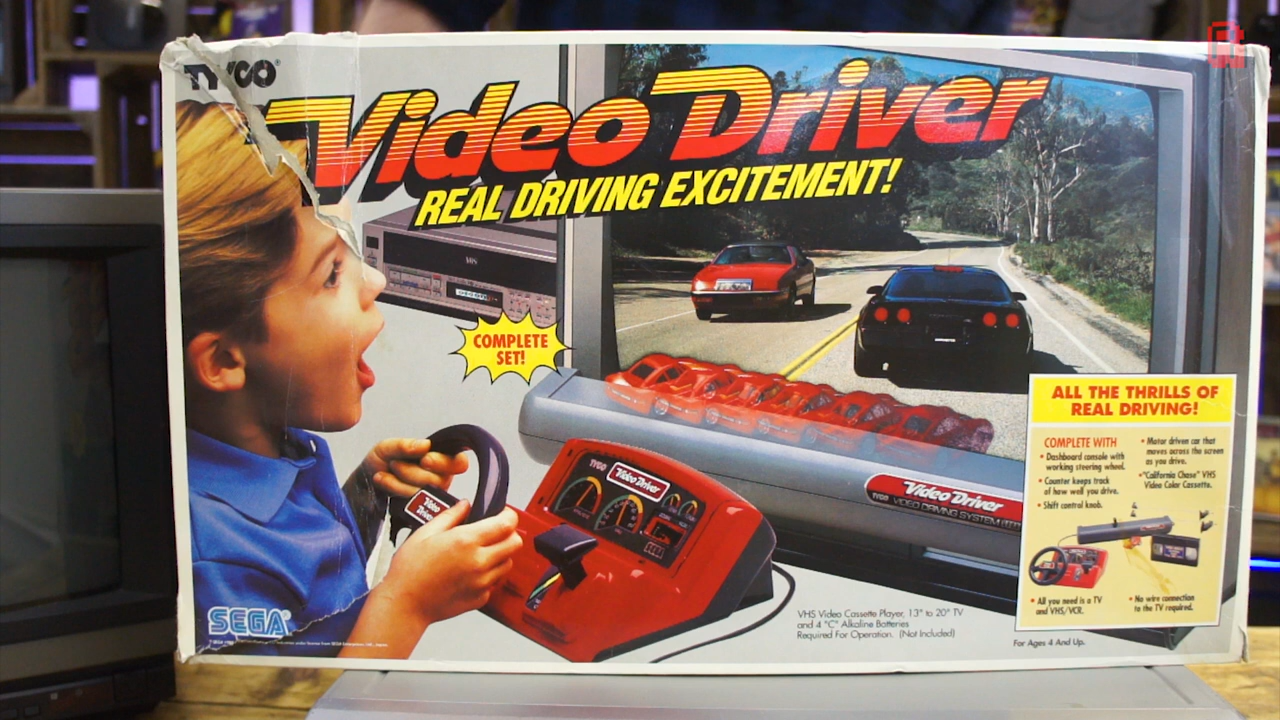 TYCO
Video Driver
REAL DRIVING EXCITEMENT!
VHS
COMPLETE
SET!
TYCO
Video Driver
SEGA
Video
Driver
TYCO
Video Driver
VIDEO DRIVING SYSTEM
ALL THE THRILLS OF
REAL DRIVING!
COMPLETE WITH
• Dashboard console with
working steering wheel.
• Counter keeps track
of how well you drive.
• Shift control knob.
• Motor driven car that
moves across the screen
as you drive.
• "California Chase" VHS
Video Color Cassette.
• All you need is a TV
and VHS/VCR.
• No wire connection
to the TV required.
SEGA®
VHS Video Cassette Player, 13" to 20" TV
and 4 "C" Alkaline Batteries
Required For Operation. (Not Included)
For Ages 4 And Up.